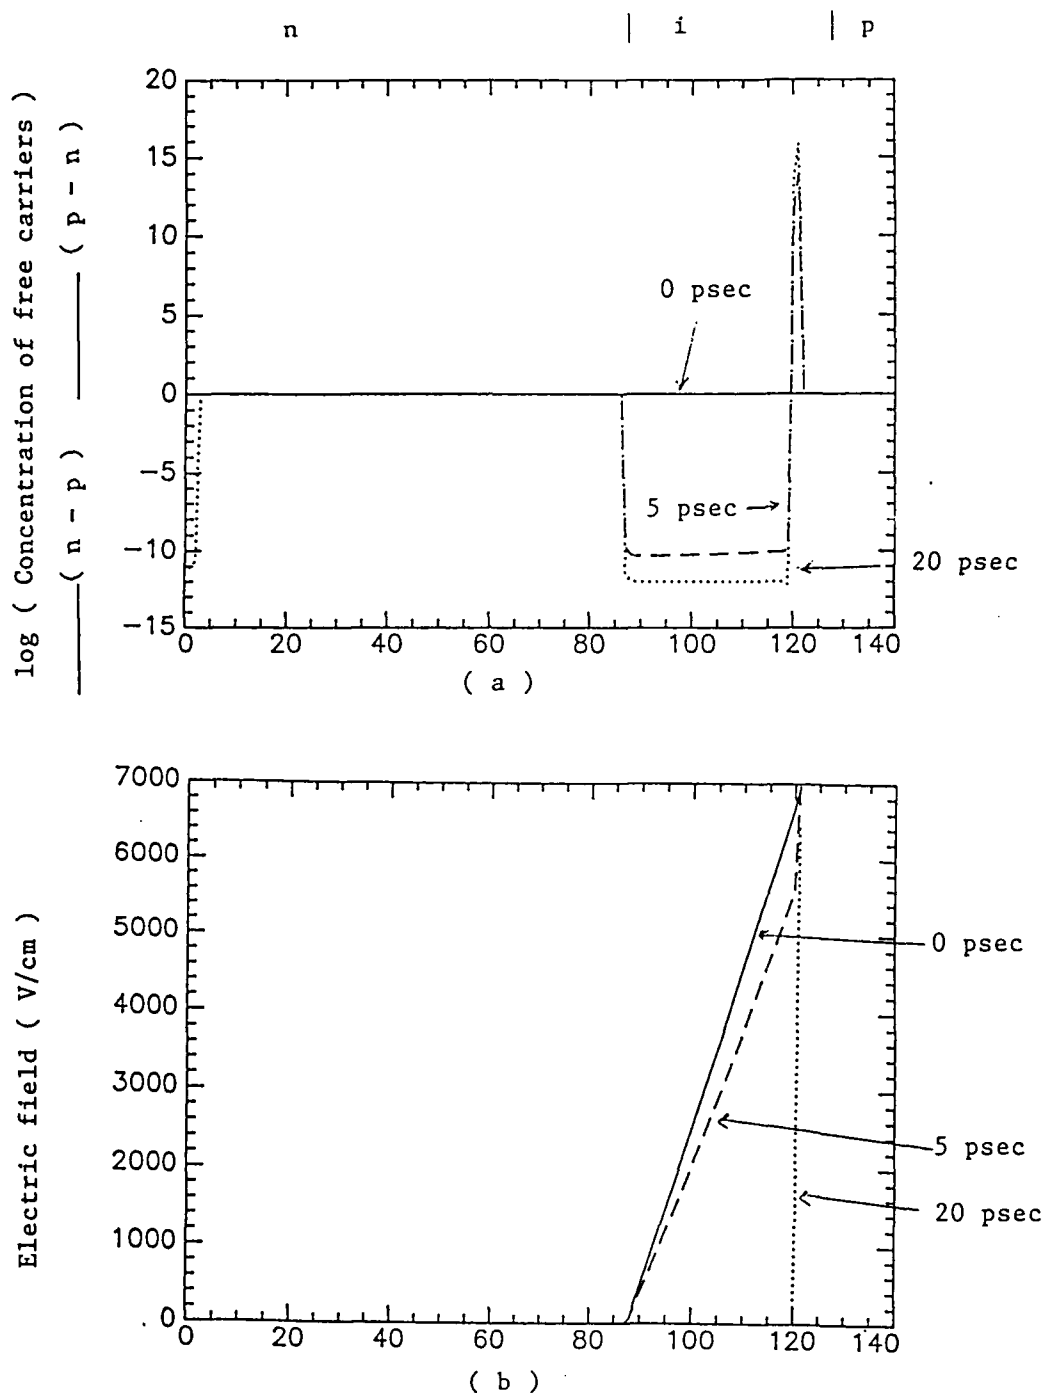 n | i | p
log ( Concentration of free carriers )
( n - p ) ( p - n )
20
15
10
5
0
-5
-10
-15
0 psec
5 psec
20 psec
0 20 40 60 80 100 120 140
( a )
Electric field ( V/cm )
7000
6000
5000
4000
3000
2000
1000
0
0 psec
5 psec
20 psec
0 20 40 60 80 100 120 140
( b )